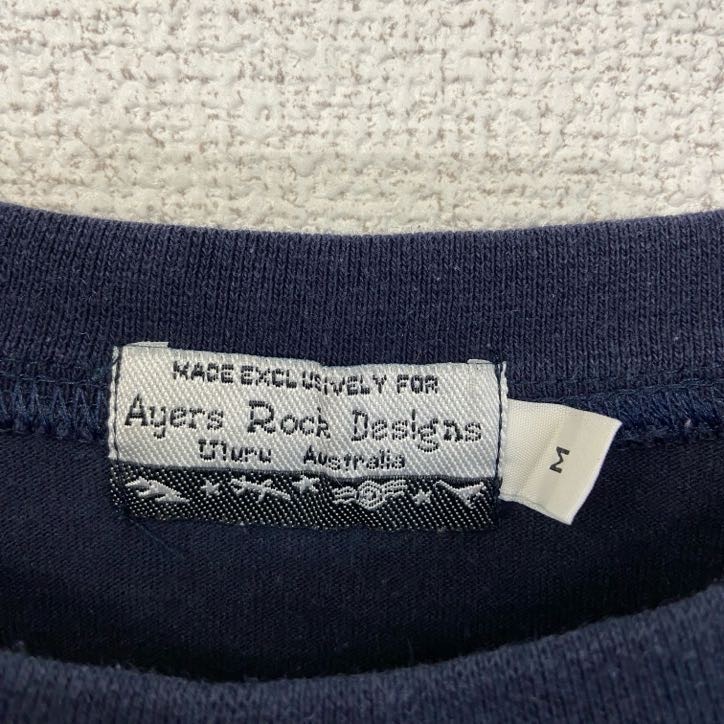 MADE EXCLUSIVELY FOR
Ayers Rock Designs
Uluru Australia
M